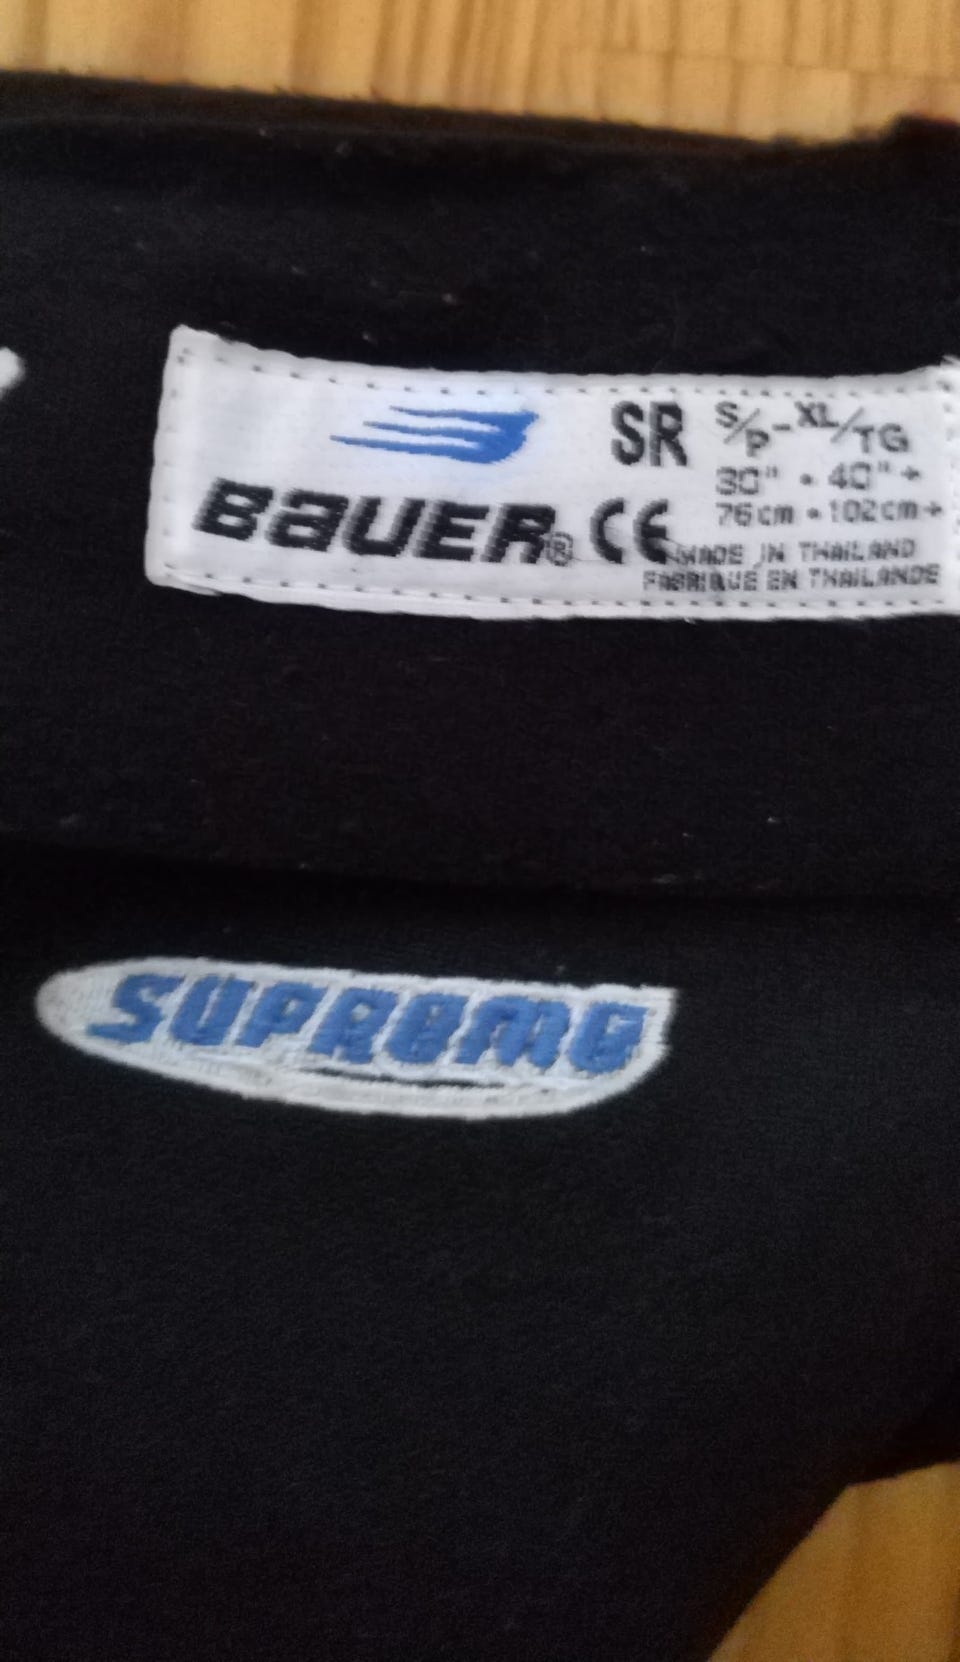 SR S/P-XL/TG
30" • 40"+
BAUER® CE 76cm • 102cm+
MADE IN THAILAND
FABRIQUE EN THAILANDE
SUPREME